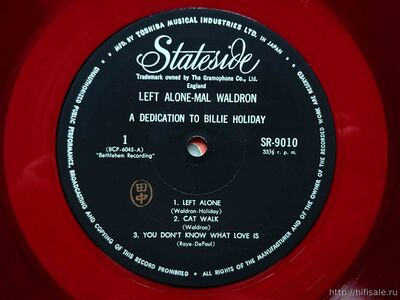 MFD. BY TOSHIBA MUSICAL INDUSTRIES LTD. IN JAPAN
Stateside
Trademark owned by The Gramophone Co., Ltd.
England
LEFT ALONE-MAL WALDRON
A DEDICATION TO BILLIE HOLIDAY
1
(BCP-6045-A)
"Bethlehem Recording"
SR-9010
33⅓ r. p. m.
田中
1. LEFT ALONE
(Waldron-Holiday)
2. CAT WALK
(Waldron)
3. YOU DON'T KNOW WHAT LOVE IS
(Raye-DePaul)
UNAUTHORIZED PUBLIC PERFORMANCE, BROADCASTING AND COPYING OF THIS RECORD PROHIBITED • ALL RIGHTS OF THE MANUFACTURER AND OF THE OWNER OF THE RECORDED WORK ARE RESERVED
http://hifisale.ru